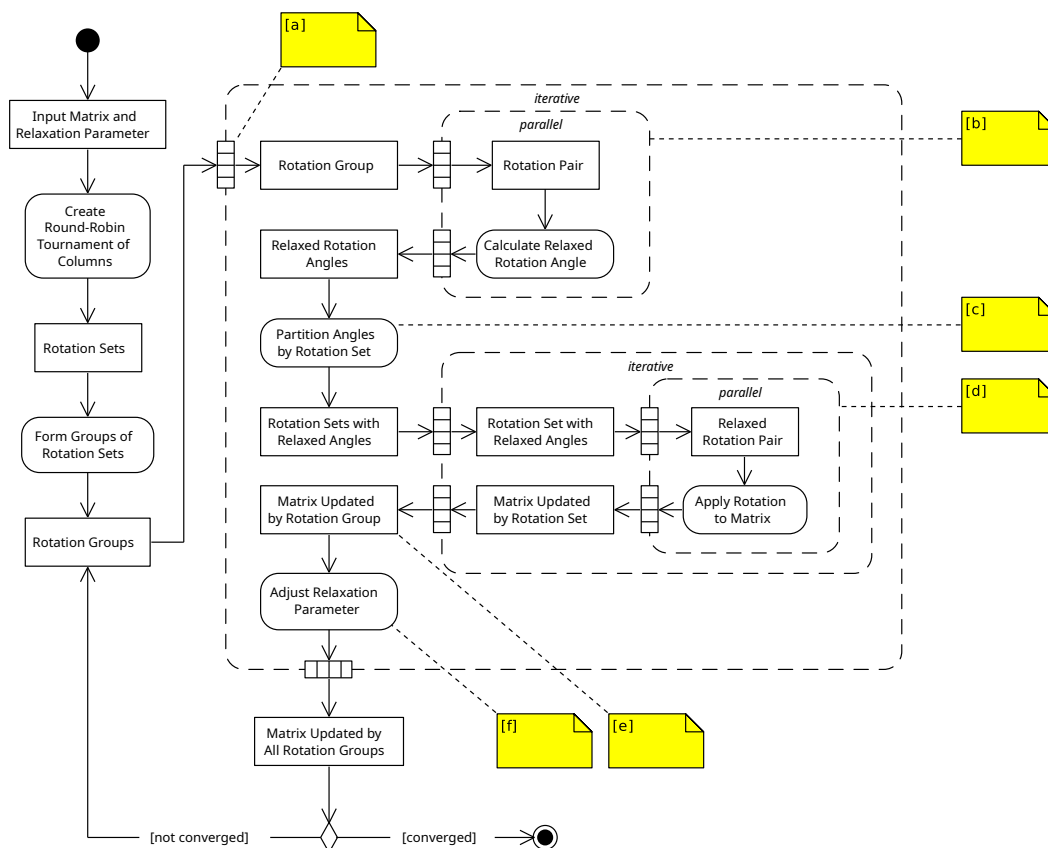 [a]
iterative
parallel
[b]
Input Matrix and
Relaxation Parameter
Rotation Group
Rotation Pair
Create
Round-Robin
Tournament of
Columns
Relaxed Rotation
Angles
Calculate Relaxed
Rotation Angle
[c]
Rotation Sets
Partition Angles
by Rotation Set
iterative
parallel
[d]
Form Groups of
Rotation Sets
Rotation Sets with
Relaxed Angles
Rotation Set with
Relaxed Angles
Relaxed
Rotation Pair
Rotation Groups
Matrix Updated
by Rotation Group
Matrix Updated
by Rotation Set
Apply Rotation
to Matrix
Adjust Relaxation
Parameter
[f]
[e]
Matrix Updated by
All Rotation Groups
[not converged]
[converged]